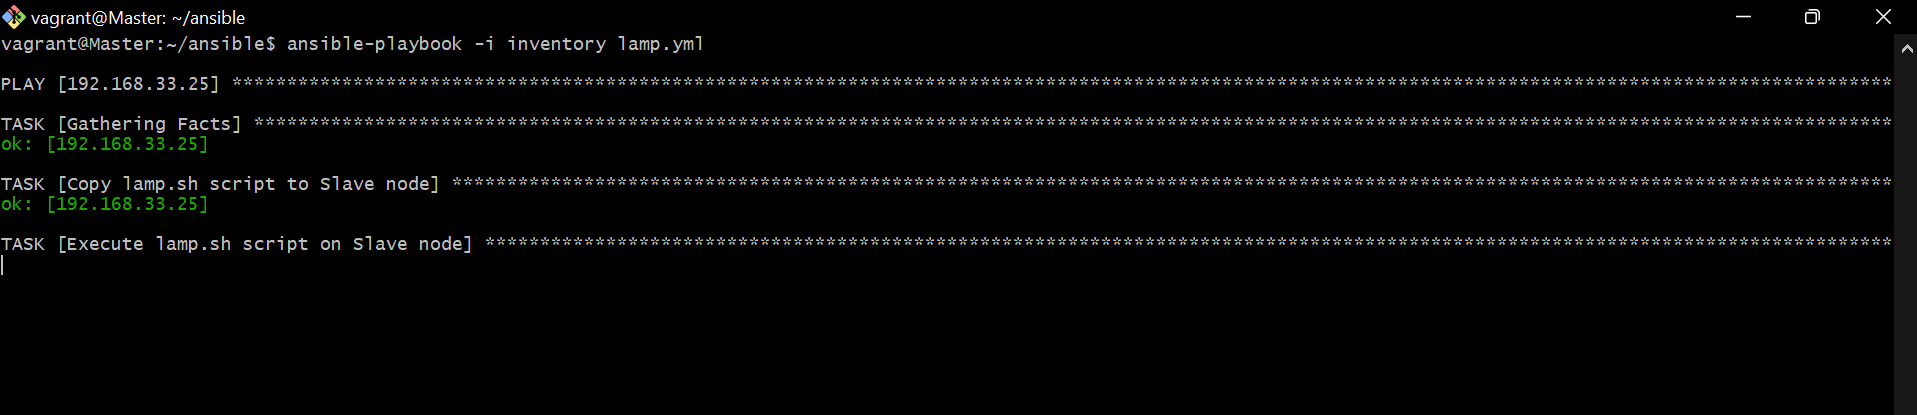 vagrant@Master: ~/ansible
vagrant@Master:~/ansible$ ansible-playbook -i inventory lamp.yml
PLAY [192.168.33.25] *******************************************************************************************************************************************************
TASK [Gathering Facts] *****************************************************************************************************************************************************
ok: [192.168.33.25]
TASK [Copy lamp.sh script to Slave node] ***********************************************************************************************************************************
ok: [192.168.33.25]
TASK [Execute lamp.sh script on Slave node] ********************************************************************************************************************************